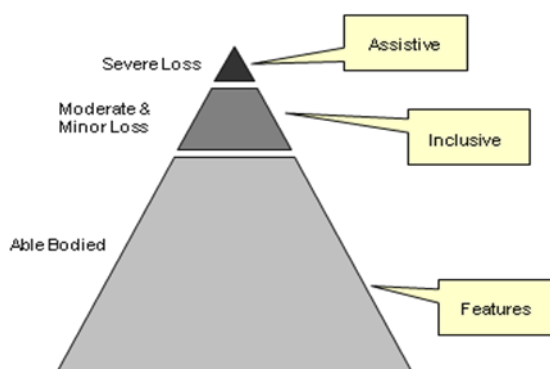 Assistive
Severe Loss
Moderate &
Minor Loss
Inclusive
Able Bodied
Features